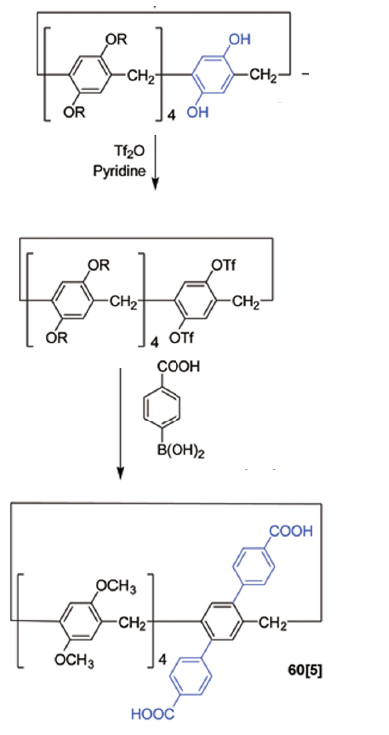 OR OH
CH2 CH2
OR 4 OH
Tf2O
Pyridine
OR OTf
CH2 CH2
OR 4 OTf
COOH
B(OH)2
COOH
OCH3
CH2 CH2
OCH3 4 60[5]
HOOC